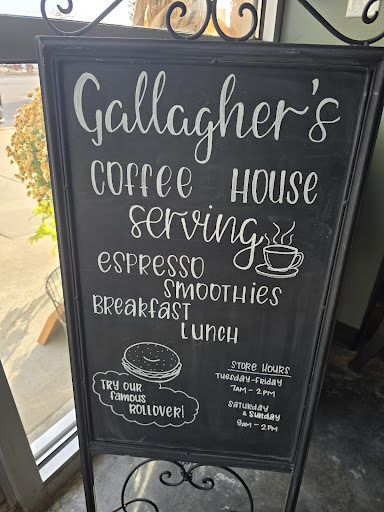 Gallagher's
COFFEE HOUSE
serving
ESPRESSO
SMOOTHIES
BREAKFAST
LUNCH
TRY OUR
famous
ROLLOVER!
STORE HOURS
TUESDAY-FRIDAY
7AM - 2PM
SATURDAY
& SUNDAY
8AM - 2PM